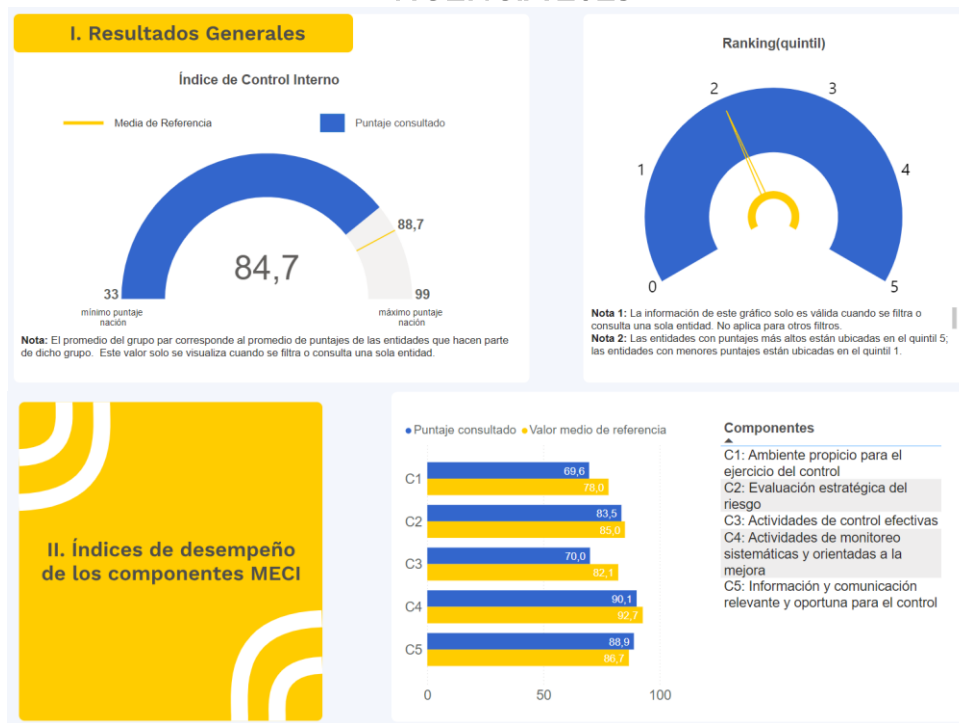 I. Resultados Generales
Índice de Control Interno
Media de Referencia
Puntaje consultado
88,7
84,7
33
99
mínimo puntaje
nación
máximo puntaje
nación
Nota: El promedio del grupo par corresponde al promedio de puntajes de las entidades que hacen parte
de dicho grupo. Este valor solo se visualiza cuando se filtra o consulta una sola entidad.
Ranking(quintil)
2
3
1
4
0
5
Nota 1: La información de este gráfico solo es válida cuando se filtra o
consulta una sola entidad. No aplica para otros filtros.
Nota 2: Las entidades con puntajes más altos están ubicadas en el quintil 5;
las entidades con menores puntajes están ubicadas en el quintil 1.
II. Índices de desempeño
de los componentes MECI
Puntaje consultado
Valor medio de referencia
C1
69,6
78,0
C2
83,5
85,0
C3
70,0
82,1
C4
90,1
92,7
C5
88,9
86,7
0
50
100
Componentes
C1: Ambiente propicio para el
ejercicio del control
C2: Evaluación estratégica del
riesgo
C3: Actividades de control efectivas
C4: Actividades de monitoreo
sistemáticas y orientadas a la
mejora
C5: Información y comunicación
relevante y oportuna para el control